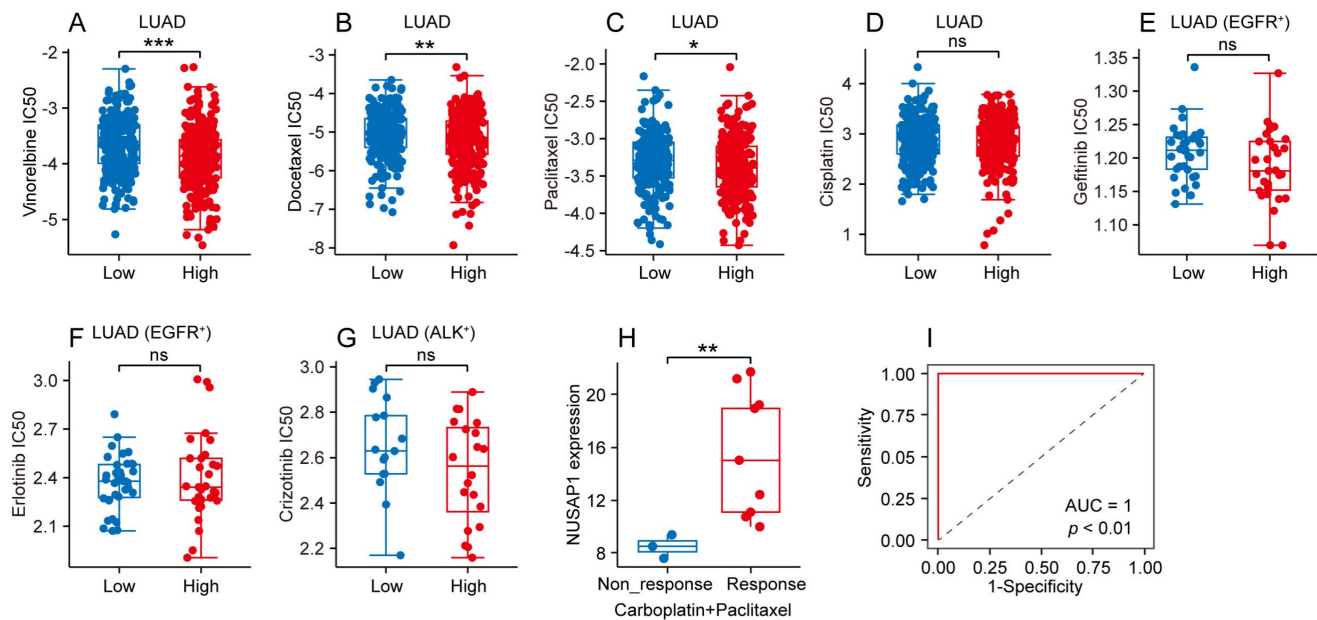 A
LUAD
***
Vinorelbine IC50
-2
-3
-4
-5
Low
High
B
LUAD
**
Docetaxel IC50
-3
-4
-5
-6
-7
-8
Low
High
C
LUAD
*
Paclitaxel IC50
-2.0
-2.5
-3.0
-3.5
-4.0
-4.5
Low
High
D
LUAD
ns
Cisplatin IC50
4
3
2
1
Low
High
E
LUAD (EGFR⁺)
ns
Gefitinib IC50
1.35
1.30
1.25
1.20
1.15
1.10
Low
High
F
LUAD (EGFR⁺)
ns
Erlotinib IC50
3.0
2.7
2.4
2.1
Low
High
G
LUAD (ALK⁺)
ns
Crizotinib IC50
3.0
2.8
2.6
2.4
2.2
Low
High
H
**
NUSAP1 expression
20
16
12
8
Non_response
Response
Carboplatin+Paclitaxel
I
Sensitivity
1.00
0.75
0.50
0.25
0.00
AUC = 1
p < 0.01
0.00
0.25
0.50
0.75
1.00
1-Specificity